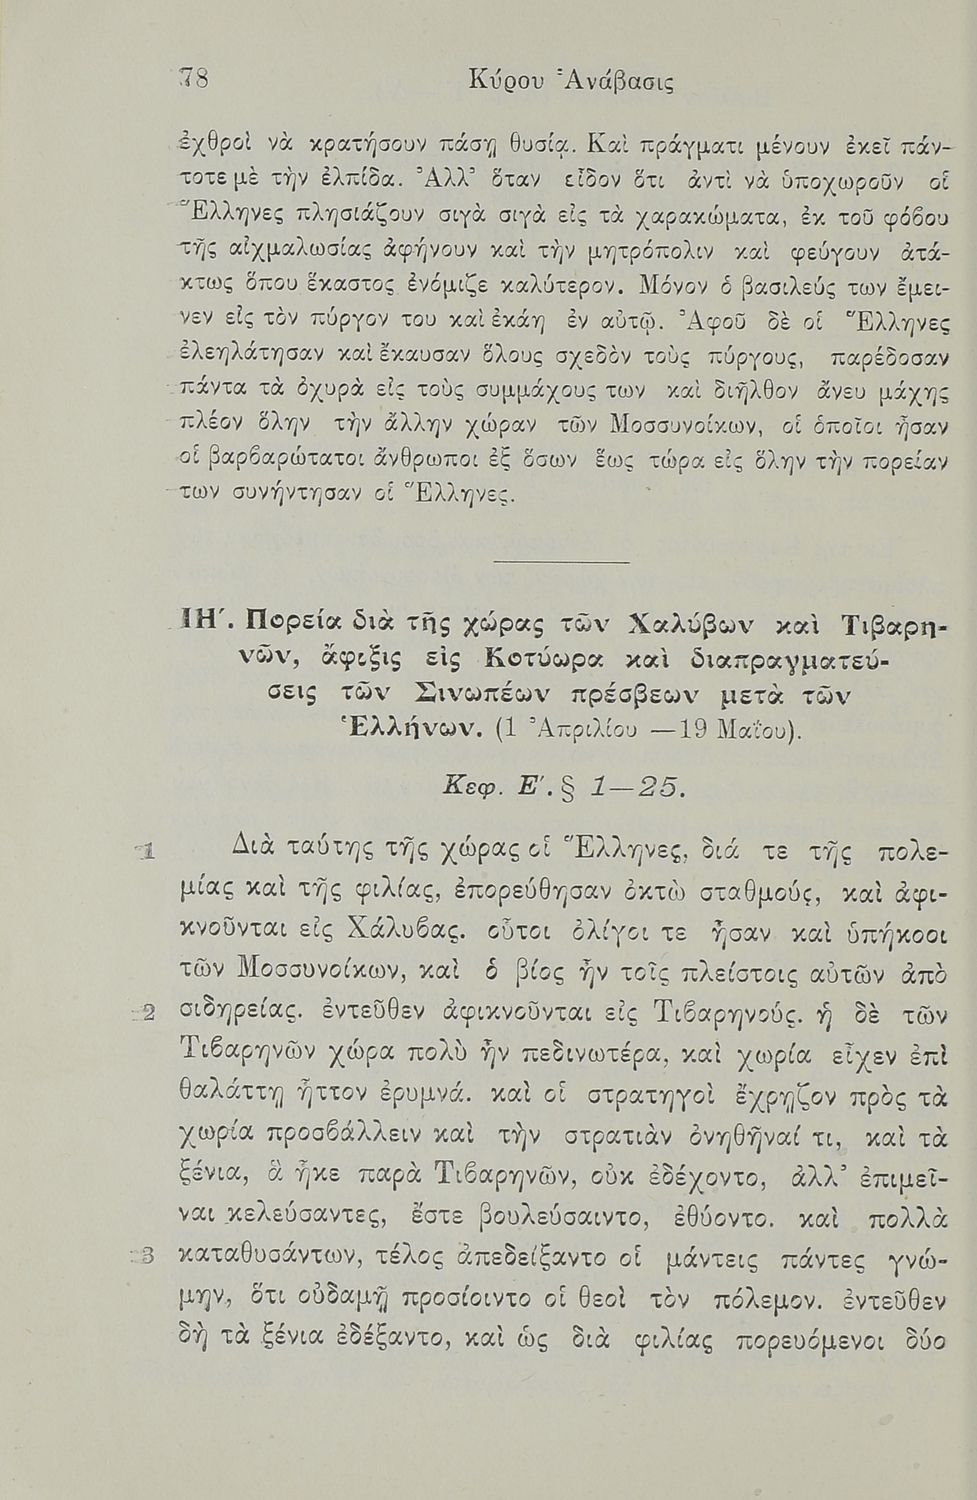 78 Κύρου Ἀνάβασις
ἐχθροὶ νὰ κρατήσουν πάσῃ θυσίᾳ. Καὶ πράγματι μένουν ἐκεῖ πάν-
τοτε μὲ τὴν ἐλπίδα. Ἀλλ’ ὅταν εἶδον ὅτι ἀντὶ νὰ ὑποχωροῦν οἱ
Ἕλληνες πλησιάζουν σιγὰ σιγὰ εἰς τὰ χαρακώματα, ἐκ τοῦ φόβου
τῆς αἰχμαλωσίας ἀφήνουν καὶ τὴν μητρόπολιν καὶ φεύγουν ἀτά-
κτως ὅπου ἕκαστος ἐνόμιζε καλύτερον. Μόνον ὁ βασιλεύς των ἔμει-
νεν εἰς τὸν πύργον του καὶ ἐκάη ἐν αὐτῷ. Ἀφοῦ δὲ οἱ Ἕλληνες
ἐλεηλάτησαν καὶ ἔκαυσαν ὅλους σχεδὸν τοὺς πύργους, παρέδοσαν
πάντα τὰ ὀχυρὰ εἰς τοὺς συμμάχους των καὶ διῆλθον ἄνευ μάχης
πλέον ὅλην τὴν ἄλλην χώραν τῶν Μοσσυνοίκων, οἱ ὁποῖοι ἦσαν
οἱ βαρβαρώτατοι ἄνθρωποι ἐξ ὅσων ἕως τώρα εἰς ὅλην τὴν πορείαν
των συνήντησαν οἱ Ἕλληνες.
ΙΗ΄. Πορεία διὰ τῆς χώρας τῶν Χαλύβων καὶ Τιβαρη-
νῶν, ἄφιξις εἰς Κοτύωρα καὶ διαπραγματεύ-
σεις τῶν Σινωπέων πρέσβεων μετὰ τῶν
Ἑλλήνων. (1 Ἀπριλίου —19 Μαΐου).
Κεφ. Ε΄. § 1—25.
1 Διὰ ταύτης τῆς χώρας οἱ Ἕλληνες, διά τε τῆς πολε-
μίας καὶ τῆς φιλίας, ἐπορεύθησαν ὀκτὼ σταθμούς, καὶ ἀφι-
κνοῦνται εἰς Χάλυβας. οὗτοι ὀλίγοι τε ἦσαν καὶ ὑπήκοοι
τῶν Μοσσυνοίκων, καὶ ὁ βίος ἦν τοῖς πλείστοις αὐτῶν ἀπὸ
2 σιδηρείας. ἐντεῦθεν ἀφικνοῦνται εἰς Τιβαρηνούς. ἡ δὲ τῶν
Τιβαρηνῶν χώρα πολὺ ἦν πεδινωτέρα, καὶ χωρία εἶχεν ἐπὶ
θαλάττῃ ἧττον ἐρυμνά. καὶ οἱ στρατηγοὶ ἔχρῃζον πρὸς τὰ
χωρία προσβάλλειν καὶ τὴν στρατιὰν ὀνηθῆναί τι, καὶ τὰ
ξένια, ἃ ἧκε παρὰ Τιβαρηνῶν, οὐκ ἐδέχοντο, ἀλλ’ ἐπιμεῖ-
ναι κελεύσαντες, ἔστε βουλεύσαιντο, ἐθύοντο. καὶ πολλὰ
3 καταθυσάντων, τέλος ἀπεδείξαντο οἱ μάντεις πάντες γνώ-
μην, ὅτι οὐδαμῇ προσίοιντο οἱ θεοὶ τὸν πόλεμον. ἐντεῦθεν
δὴ τὰ ξένια ἐδέξαντο, καὶ ὡς διὰ φιλίας πορευόμενοι δύο